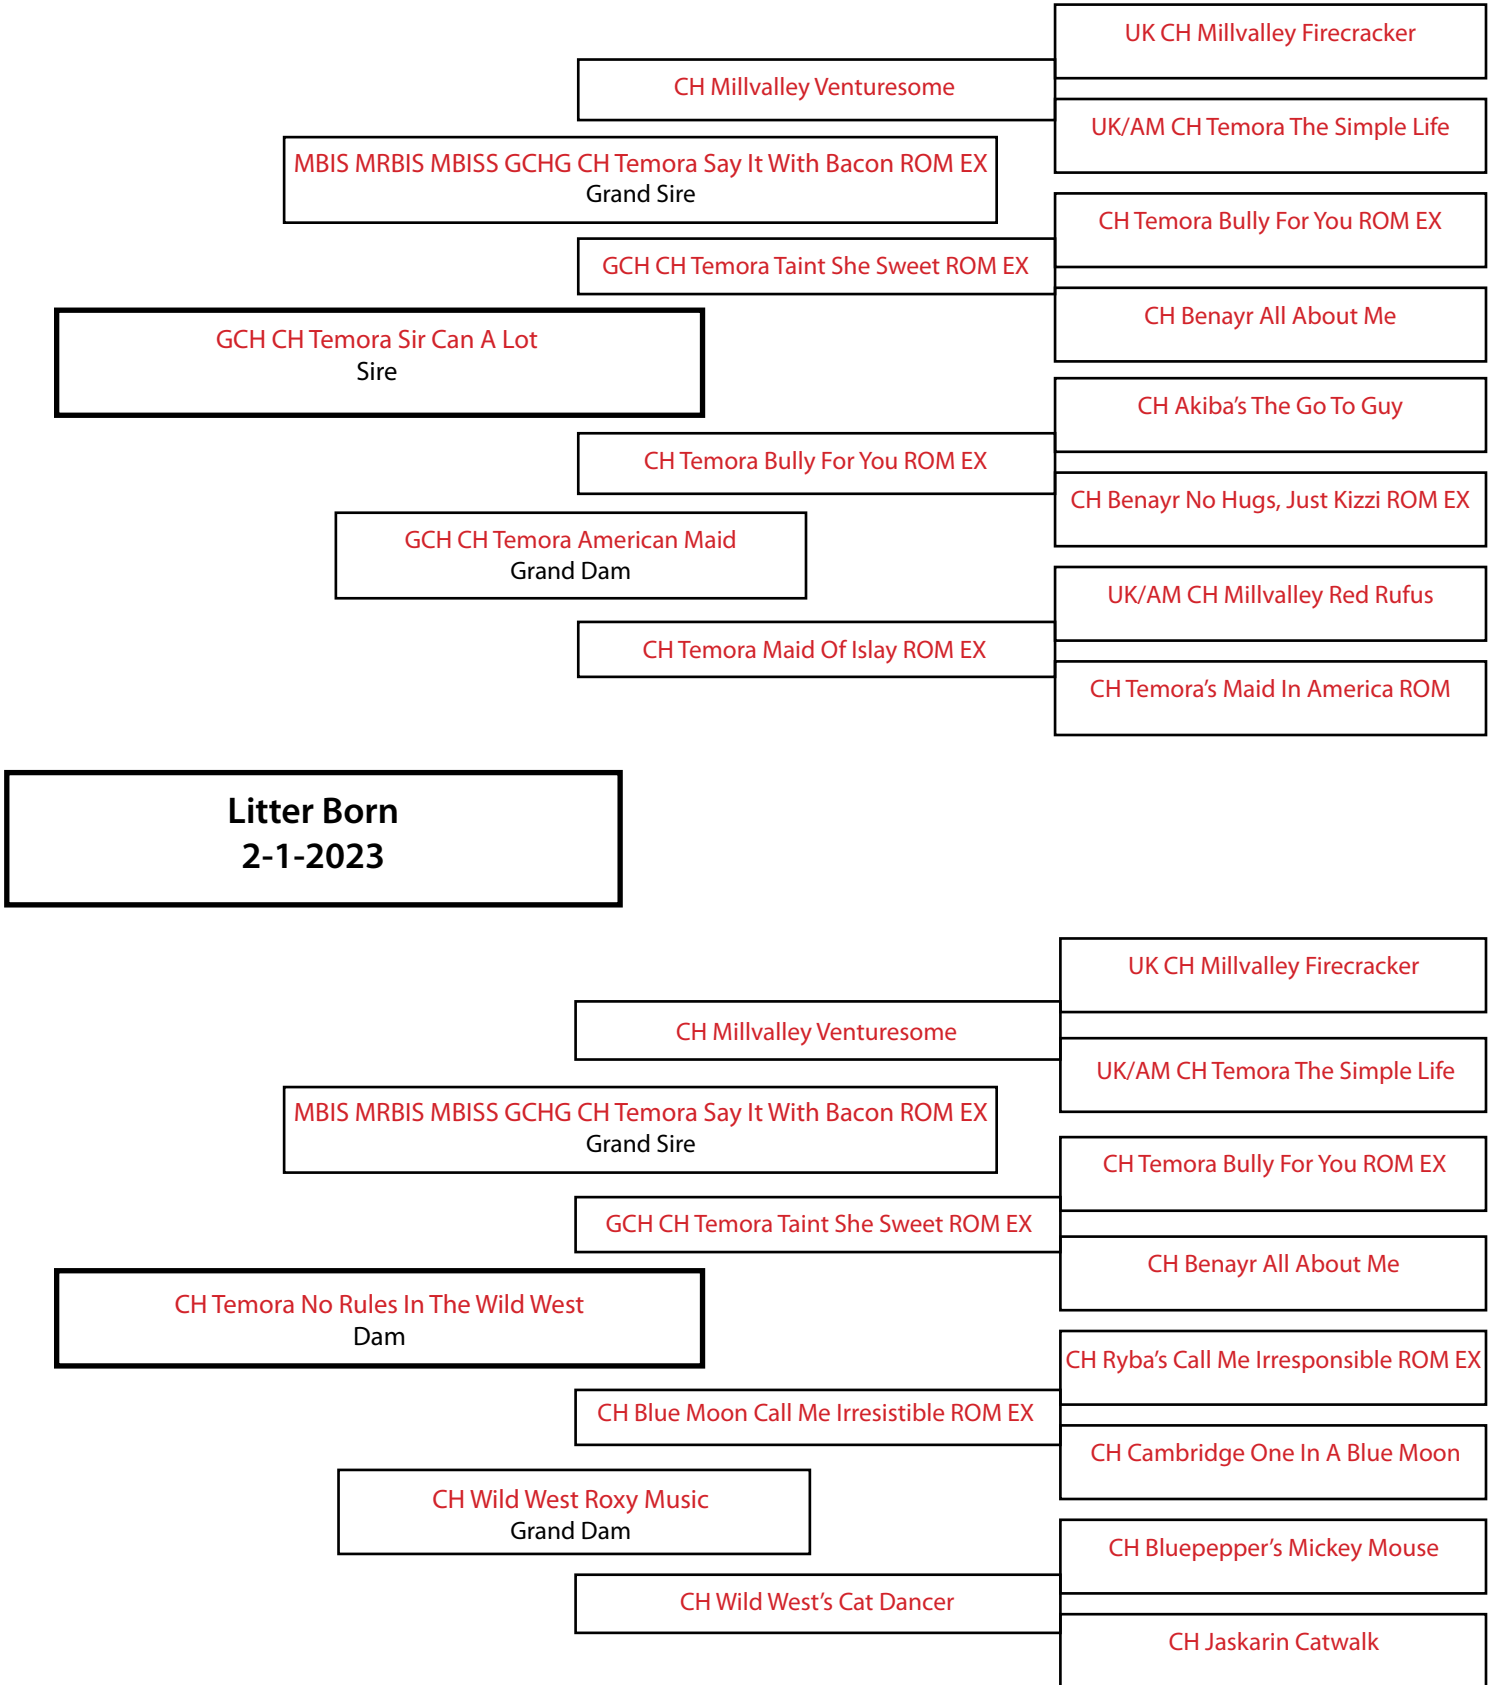 UK CH Millvalley Firecracker
CH Millvalley Venturesome
UK/AM CH Temora The Simple Life
MBIS MRBIS MBISS GCHG CH Temora Say It With Bacon ROM EX
Grand Sire
CH Temora Bully For You ROM EX
GCH CH Temora Taint She Sweet ROM EX
CH Benayr All About Me
GCH CH Temora Sir Can A Lot
Sire
CH Akiba’s The Go To Guy
CH Temora Bully For You ROM EX
CH Benayr No Hugs, Just Kizzi ROM EX
GCH CH Temora American Maid
Grand Dam
UK/AM CH Millvalley Red Rufus
CH Temora Maid Of Islay ROM EX
CH Temora’s Maid In America ROM
Litter Born
2-1-2023
UK CH Millvalley Firecracker
CH Millvalley Venturesome
UK/AM CH Temora The Simple Life
MBIS MRBIS MBISS GCHG CH Temora Say It With Bacon ROM EX
Grand Sire
CH Temora Bully For You ROM EX
GCH CH Temora Taint She Sweet ROM EX
CH Benayr All About Me
CH Temora No Rules In The Wild West
Dam
CH Ryba’s Call Me Irresponsible ROM EX
CH Blue Moon Call Me Irresistible ROM EX
CH Cambridge One In A Blue Moon
CH Wild West Roxy Music
Grand Dam
CH Bluepepper’s Mickey Mouse
CH Wild West’s Cat Dancer
CH Jaskarin Catwalk